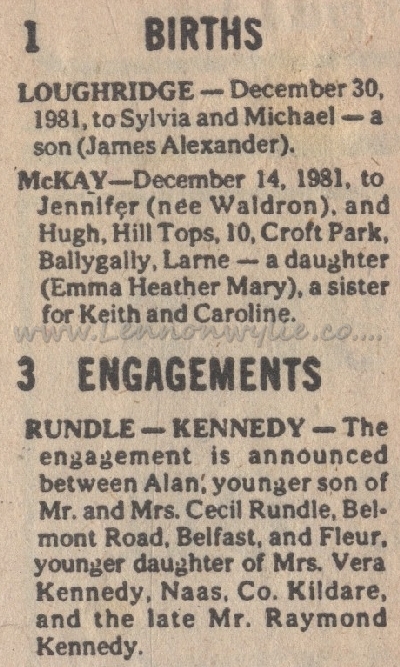 1 BIRTHS
LOUGHRIDGE — December 30,
1981, to Sylvia and Michael — a
son (James Alexander).
McKAY—December 14, 1981, to
Jennifer (nee Waldron), and
Hugh, Hill Tops, 10, Croft Park,
Ballygally, Larne — a daughter
(Emma Heather Mary), a sister
for Keith and Caroline.
www.Lennonwylie.co....
3 ENGAGEMENTS
RUNDLE — KENNEDY — The
engagement is announced
between Alan, younger son of
Mr. and Mrs. Cecil Rundle, Bel-
mont Road, Belfast, and Fleur,
younger daughter of Mrs. Vera
Kennedy, Naas, Co. Kildare,
and the late Mr. Raymond
Kennedy.